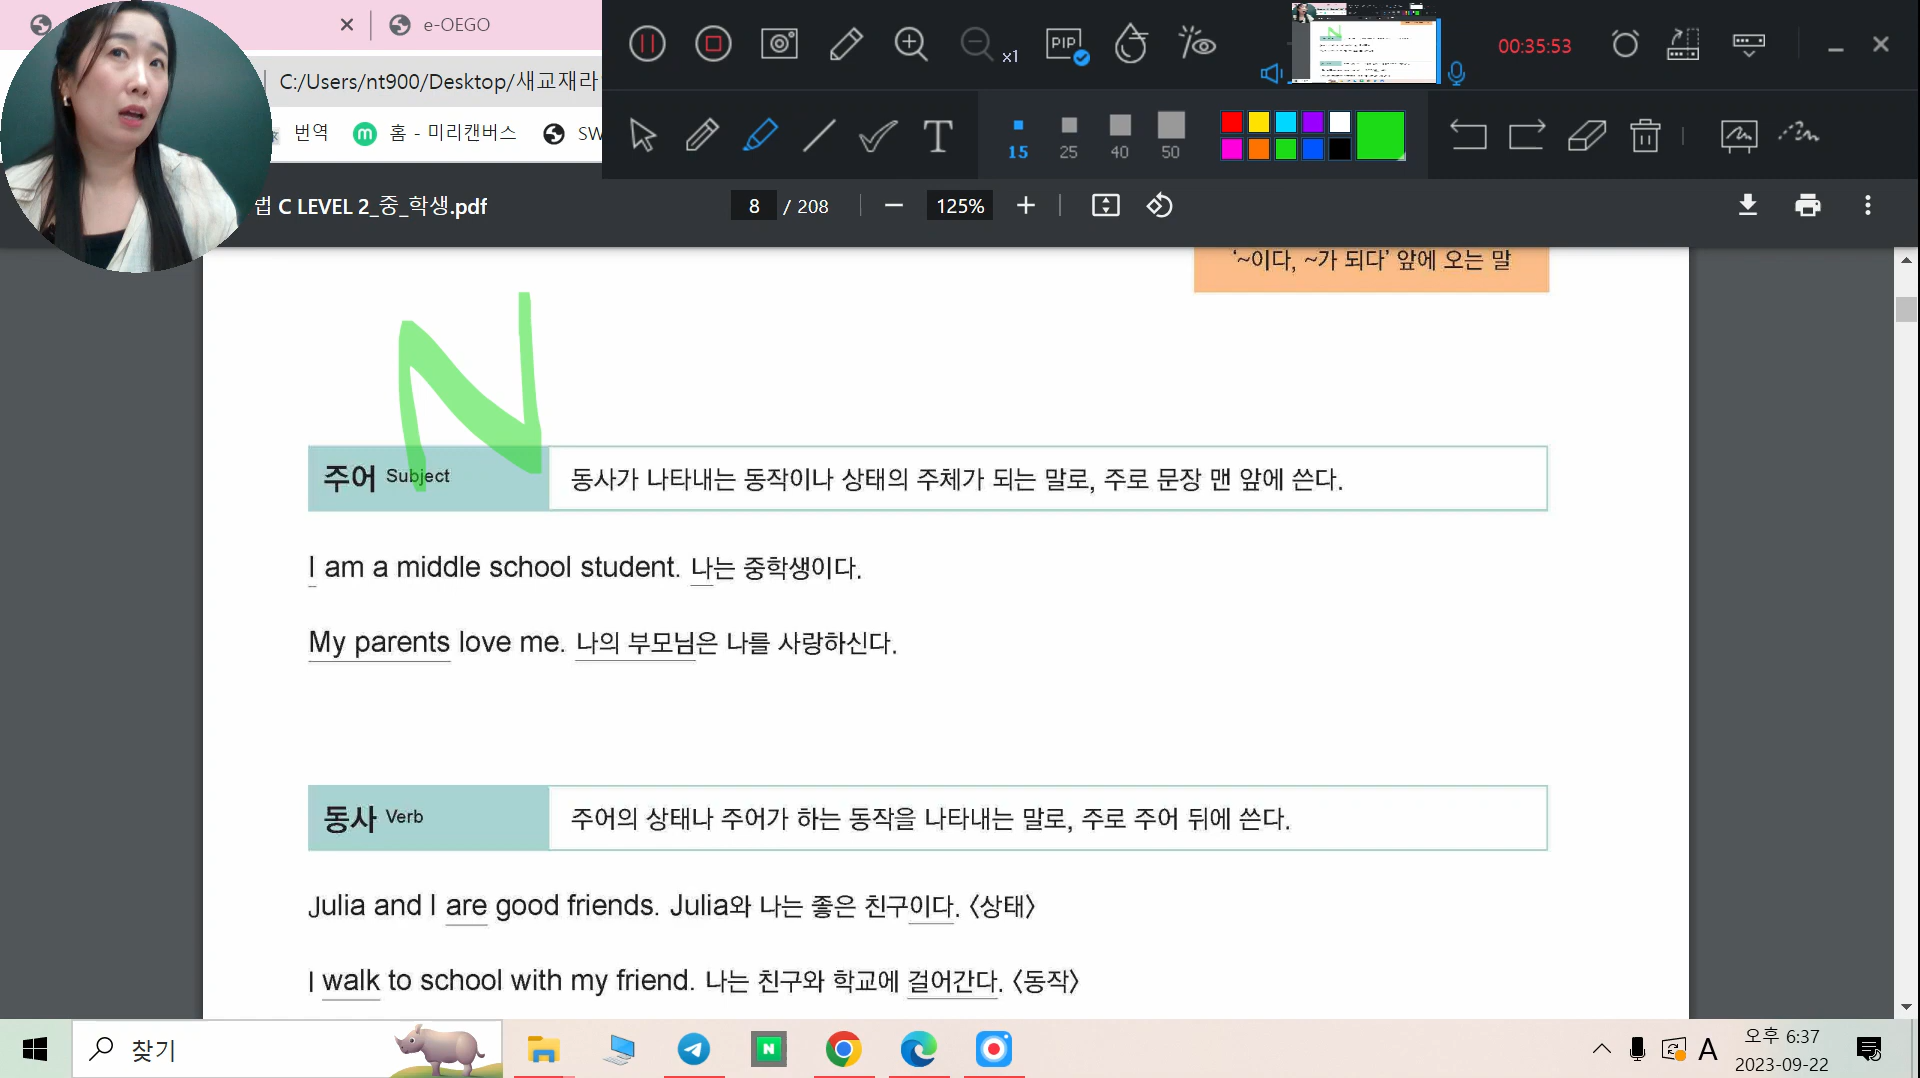 e-OEGO
C:/Users/nt900/Desktop/새교재라
번역
홈 - 미리캔버스
SW
x1
PIP
00:35:53
T
15
25
40
50
법 C LEVEL 2_중_학생.pdf
8 / 208
125%
'~이다, ~가 되다' 앞에 오는 말
N
주어 Subject
동사가 나타내는 동작이나 상태의 주체가 되는 말로, 주로 문장 맨 앞에 쓴다.
I am a middle school student. 나는 중학생이다.
My parents love me. 나의 부모님은 나를 사랑하신다.
동사 Verb
주어의 상태나 주어가 하는 동작을 나타내는 말로, 주로 주어 뒤에 쓴다.
Julia and I are good friends. Julia와 나는 좋은 친구이다. 〈상태〉
I walk to school with my friend. 나는 친구와 학교에 걸어간다. 〈동작〉
찾기
N
A
오후 6:37
2023-09-22